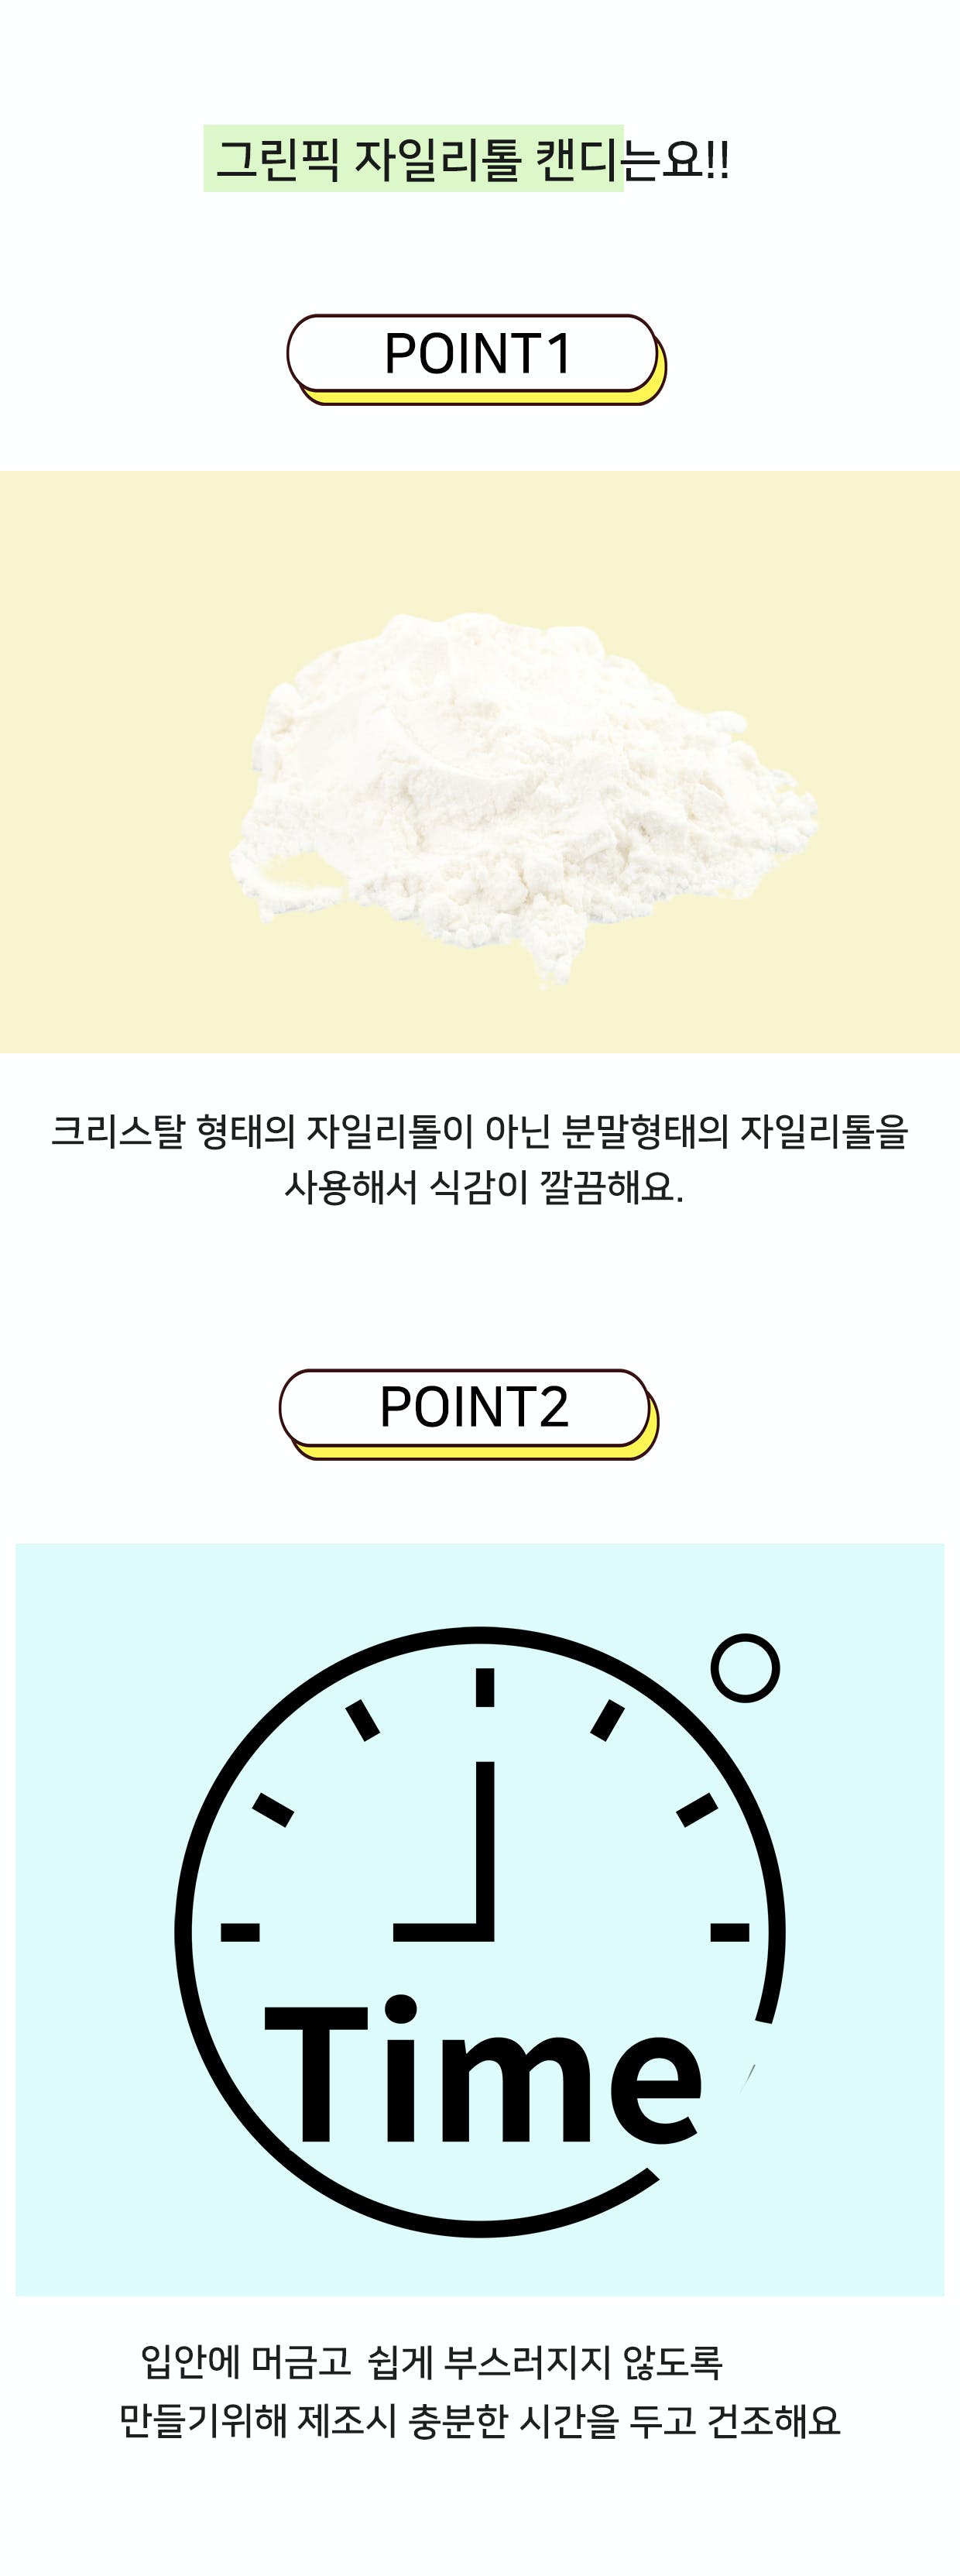 그린픽 자일리톨 캔디는요!!
POINT1
크리스탈 형태의 자일리톨이 아닌 분말형태의 자일리톨을
사용해서 식감이 깔끔해요.
POINT2
Time
입안에 머금고 쉽게 부스러지지 않도록
만들기위해 제조시 충분한 시간을 두고 건조해요